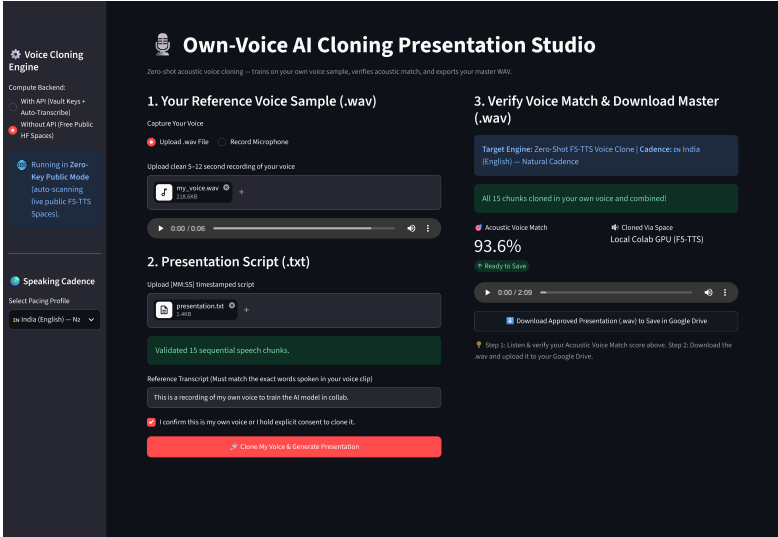 Voice Cloning
Engine
Compute Backend:
With API (Vault Keys +
Auto-Transcribe)
Without API (Free Public
HF Spaces)
Running in Zero-
Key Public Mode
(auto-scanning
live public F5-TTS
Spaces).
Speaking Cadence
Select Pacing Profile
IN India (English) — Na
Own-Voice AI Cloning Presentation Studio
Zero-shot acoustic voice cloning — trains on your own voice sample, verifies acoustic match, and exports your master WAV.
1. Your Reference Voice Sample (.wav)
Capture Your Voice
Upload .wav File
Record Microphone
Upload clean 5–12 second recording of your voice
my_voice.wav
218.6KB
0:00 / 0:06
2. Presentation Script (.txt)
Upload [MM:SS] timestamped script
presentation.txt
1.4KB
Validated 15 sequential speech chunks.
Reference Transcript (Must match the exact words spoken in your voice clip)
This is a recording of my own voice to train the AI model in collab.
I confirm this is my own voice or I hold explicit consent to clone it.
Clone My Voice & Generate Presentation
3. Verify Voice Match & Download Master
(.wav)
Target Engine: Zero-Shot F5-TTS Voice Clone | Cadence: IN India
(English) — Natural Cadence
All 15 chunks cloned in your own voice and combined!
Acoustic Voice Match
93.6%
↑ Ready to Save
Cloned Via Space
Local Colab GPU (F5-TTS)
0:00 / 2:09
Download Approved Presentation (.wav) to Save in Google Drive
Step 1: Listen & verify your Acoustic Voice Match score above. Step 2: Download the
.wav and upload it to your Google Drive.